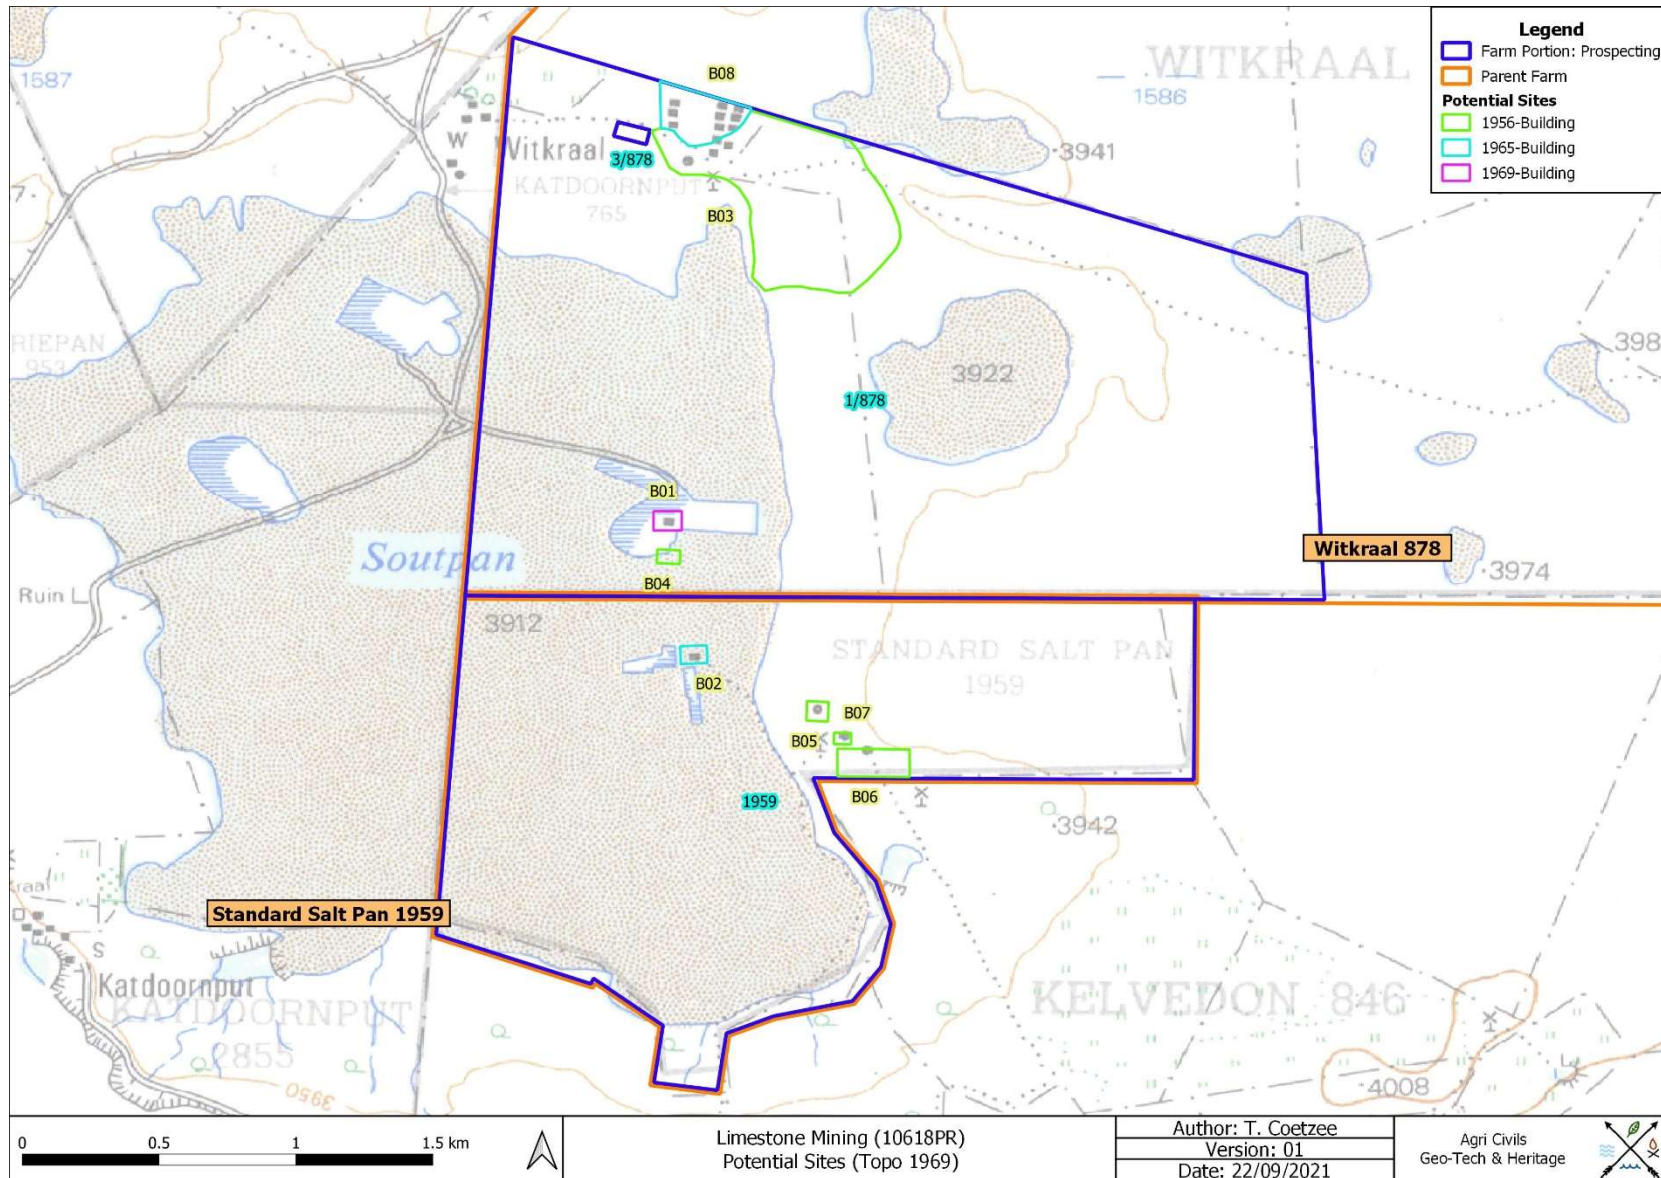 Legend
Farm Portion: Prospecting
Parent Farm
Potential Sites
1956-Building
1965-Building
1969-Building
1587
B08
WITKRAAL
1586
W
Witkraal
3/878
3941
KATDOORNPUT
765
B03
RIEPAN
953
3922
398
1/878
B01
Soutpan
B04
Witkraal 878
3974
Ruin
3912
STANDARD SALT PAN
1959
B02
B07
B05
B06
1959
3942
Standard Salt Pan 1959
S
Katdoornput
KATDOORNPUT
2855
KELVEDON 846
3950
4008
0 0.5 1 1.5 km
Limestone Mining (10618PR)
Potential Sites (Topo 1969)
Author: T. Coetzee
Version: 01
Date: 22/09/2021
Agri Civils
Geo-Tech & Heritage